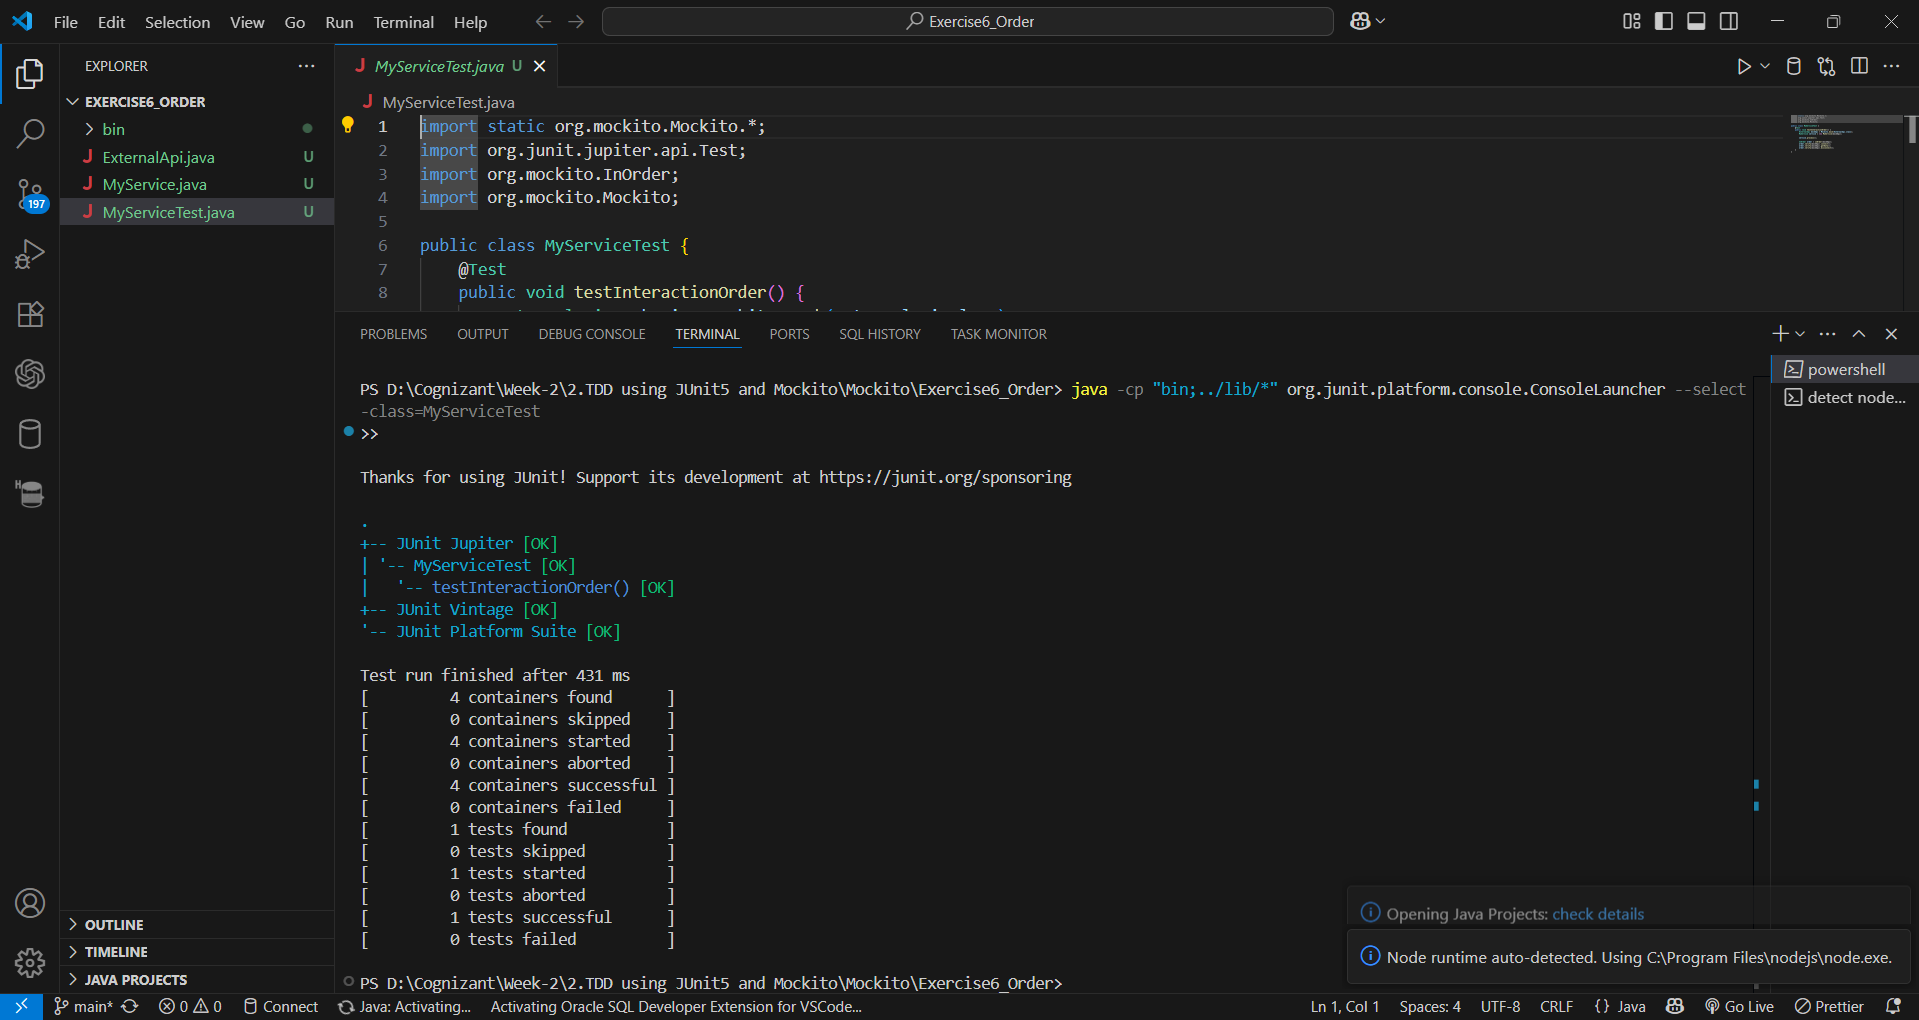 File Edit Selection View Go Run Terminal Help
Exercise6_Order
EXPLORER
EXERCISE6_ORDER
bin
ExternalApi.java U
MyService.java U
MyServiceTest.java U
197
OUTLINE
TIMELINE
JAVA PROJECTS
J MyServiceTest.java U
J MyServiceTest.java
1 import static org.mockito.Mockito.*;
2 import org.junit.jupiter.api.Test;
3 import org.mockito.InOrder;
4 import org.mockito.Mockito;
5
6 public class MyServiceTest {
7 @Test
8 public void testInteractionOrder() {
PROBLEMS OUTPUT DEBUG CONSOLE TERMINAL PORTS SQL HISTORY TASK MONITOR
powershell
detect node...
PS D:\Cognizant\Week-2\2.TDD using JUnit5 and Mockito\Mockito\Exercise6_Order> java -cp "bin;../lib/*" org.junit.platform.console.ConsoleLauncher --select
-class=MyServiceTest
>>
Thanks for using JUnit! Support its development at https://junit.org/sponsoring
.
+-- JUnit Jupiter [OK]
| '-- MyServiceTest [OK]
|   '-- testInteractionOrder() [OK]
+-- JUnit Vintage [OK]
'-- JUnit Platform Suite [OK]
Test run finished after 431 ms
[         4 containers found      ]
[         0 containers skipped    ]
[         4 containers started    ]
[         0 containers aborted    ]
[         4 containers successful ]
[         0 containers failed     ]
[         1 tests found           ]
[         0 tests skipped         ]
[         1 tests started         ]
[         0 tests aborted         ]
[         1 tests successful      ]
[         0 tests failed          ]
PS D:\Cognizant\Week-2\2.TDD using JUnit5 and Mockito\Mockito\Exercise6_Order>
Opening Java Projects: check details
Node runtime auto-detected. Using C:\Program Files\nodejs\node.exe.
main* 0 0 Connect Java: Activating... Activating Oracle SQL Developer Extension for VSCode... Ln 1, Col 1 Spaces: 4 UTF-8 CRLF {} Java Go Live Prettier